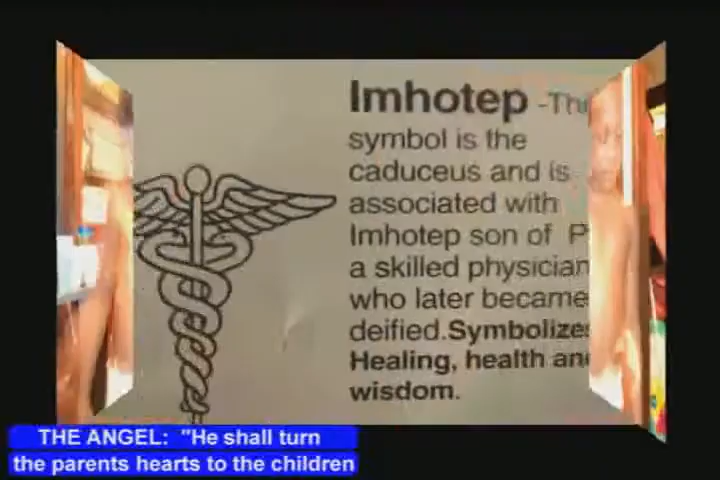 Imhotep -Thi
symbol is the
caduceus and is
associated with
Imhotep son of P
a skilled physician
who later became
deified.Symbolizes
Healing, health and
wisdom.
THE ANGEL: "He shall turn
the parents hearts to the children